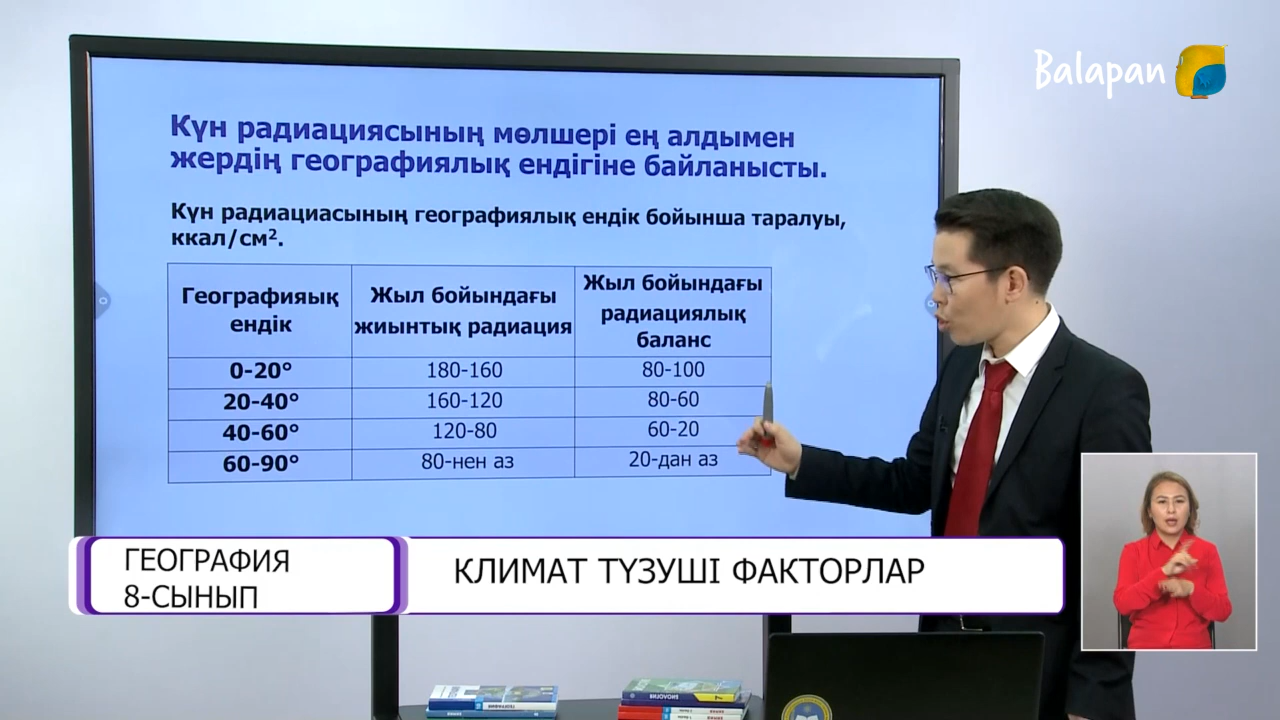 Balapan
Күн радиациясының мөлшері ең алдымен
жердің географиялық ендігіне байланысты.
Күн радиациасының географиялық ендік бойынша таралуы,
ккал/см².
Географияық ендік
Жыл бойындағы жиынтық радиация
Жыл бойындағы радиациялық баланс
0-20° 180-160 80-100
20-40° 160-120 80-60
40-60° 120-80 60-20
60-90° 80-нен аз 20-дан аз
ГЕОГРАФИЯ
8-СЫНЫП
КЛИМАТ ТҮЗУШІ ФАКТОРЛАР
БИОЛОГИЯ